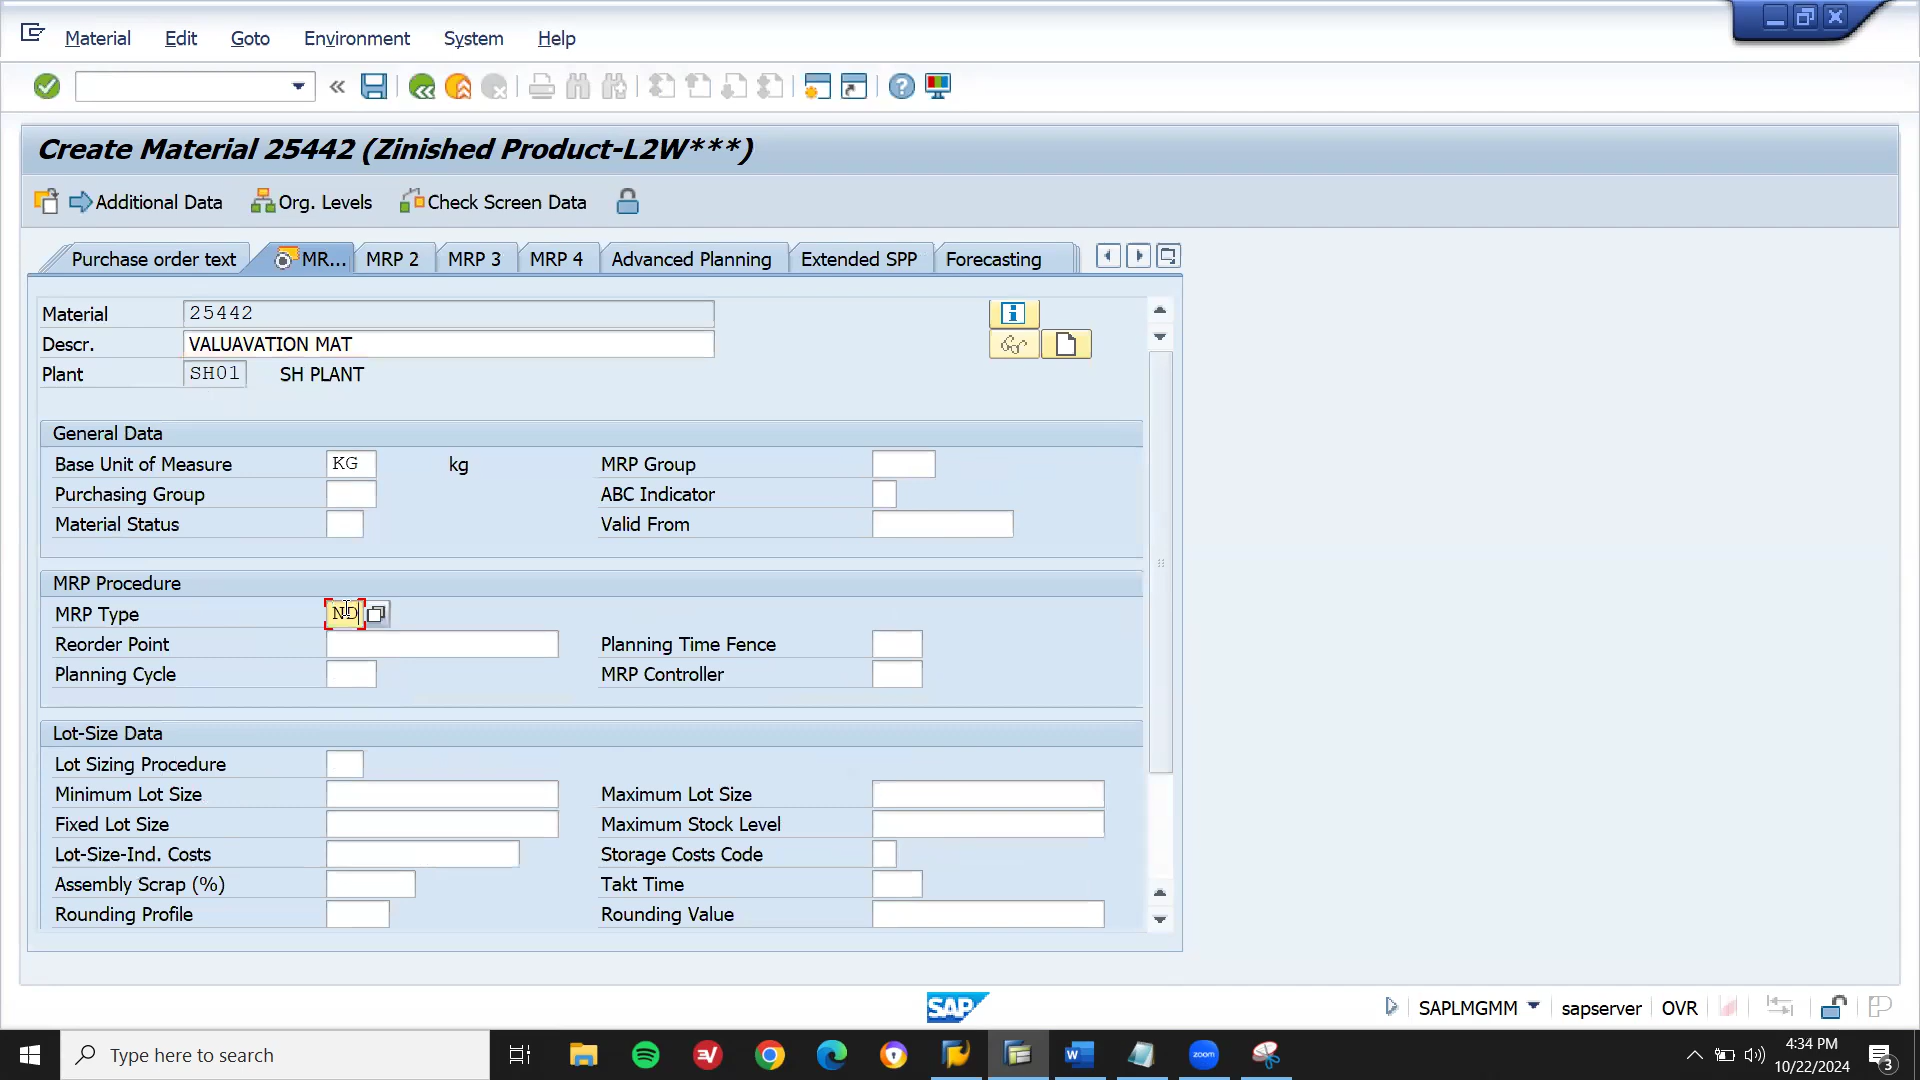 Material Edit Goto Environment System Help
Create Material 25442 (Zinished Product-L2W***)
Additional Data Org. Levels Check Screen Data
Purchase order text MR... MRP 2 MRP 3 MRP 4 Advanced Planning Extended SPP Forecasting
Material 25442
Descr. VALUAVATION MAT
Plant SH01 SH PLANT
General Data
Base Unit of Measure KG kg MRP Group
Purchasing Group ABC Indicator
Material Status Valid From
MRP Procedure
MRP Type ND
Reorder Point Planning Time Fence
Planning Cycle MRP Controller
Lot-Size Data
Lot Sizing Procedure
Minimum Lot Size Maximum Lot Size
Fixed Lot Size Maximum Stock Level
Lot-Size-Ind. Costs Storage Costs Code
Assembly Scrap (%) Takt Time
Rounding Profile Rounding Value
SAP SAPLMGMM sapserver OVR
Type here to search zoom 4:34 PM
10/22/2024 3